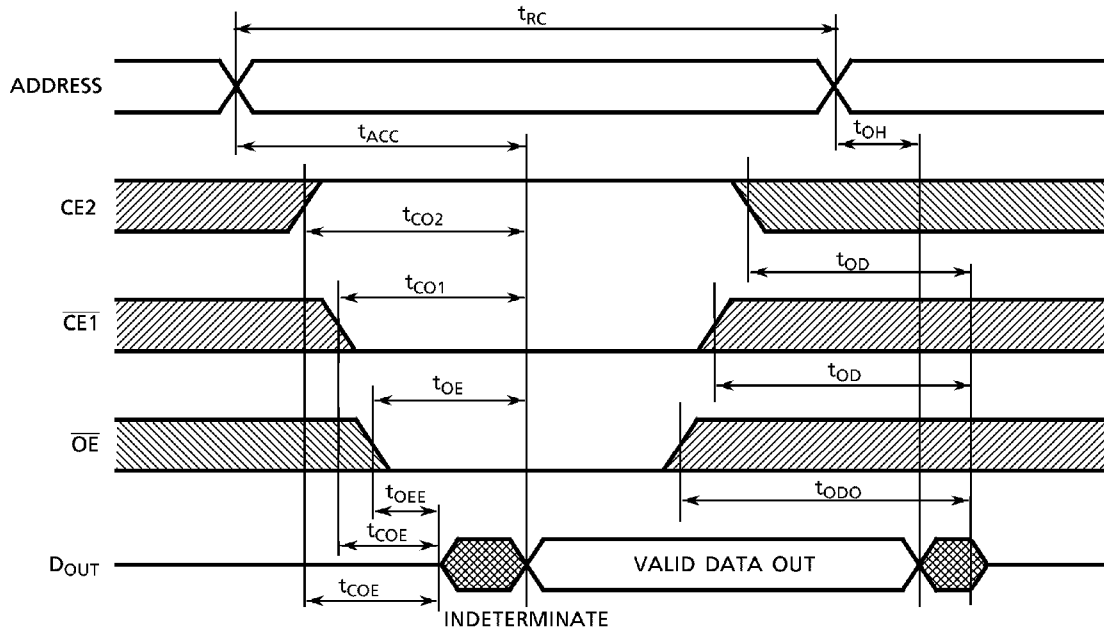 tRC
ADDRESS
tACC
tOH
CE2
tCO2
tOD
CE1
tCO1
tOD
OE
tOE
tODO
tOEE
tCOE
DOUT
VALID DATA OUT
tCOE
INDETERMINATE